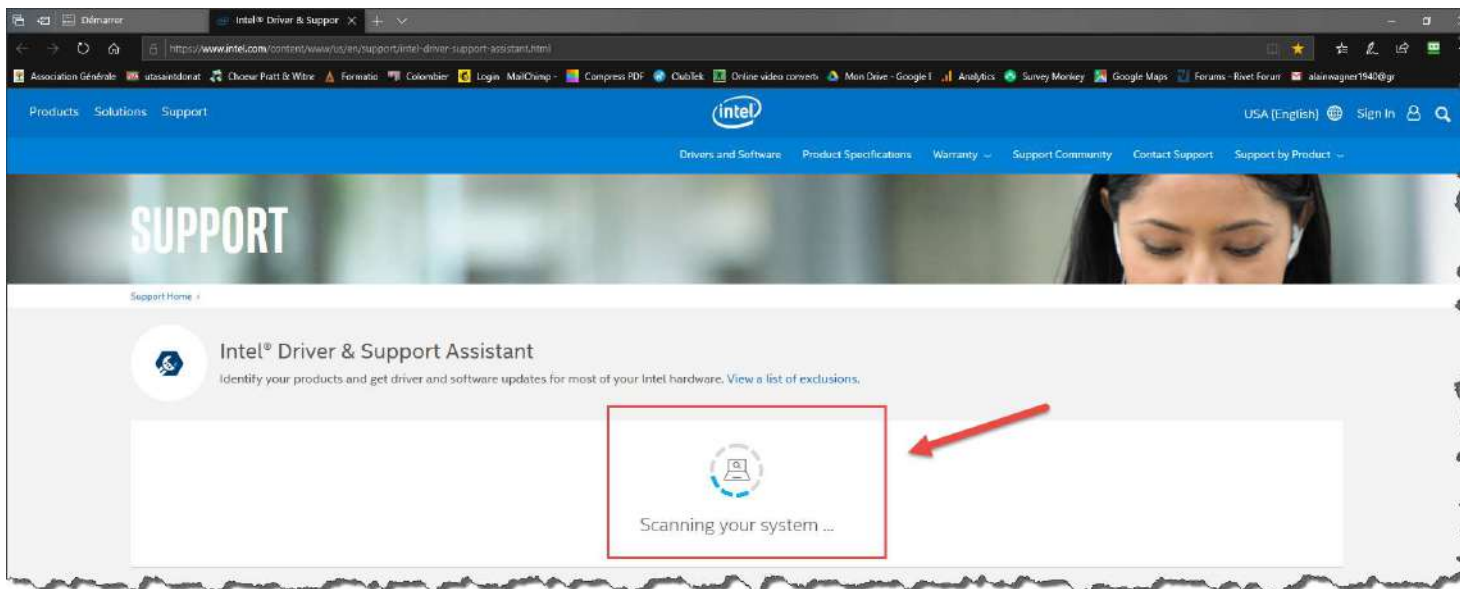 Démarrer
Intel® Driver & Suppor
https://www.intel.com/content/www/us/en/support/intel-driver-support-assistant.html
Association Générale utasaintdonat Choeur Pratt & Witne Formatio Colombier Login MailChimp - Compress PDF ClubTek Online video converti Mon Drive - Google Analytics Survey Monkey Google Maps Forums - Rivet Forum alainwagner1940@gr
Products Solutions Support intel USA (English) Sign In
Drivers and Software Product Specifications Warranty Support Community Contact Support Support by Product
SUPPORT
Support Home
Intel® Driver & Support Assistant
Identify your products and get driver and software updates for most of your Intel hardware. View a list of exclusions.
Scanning your system ...